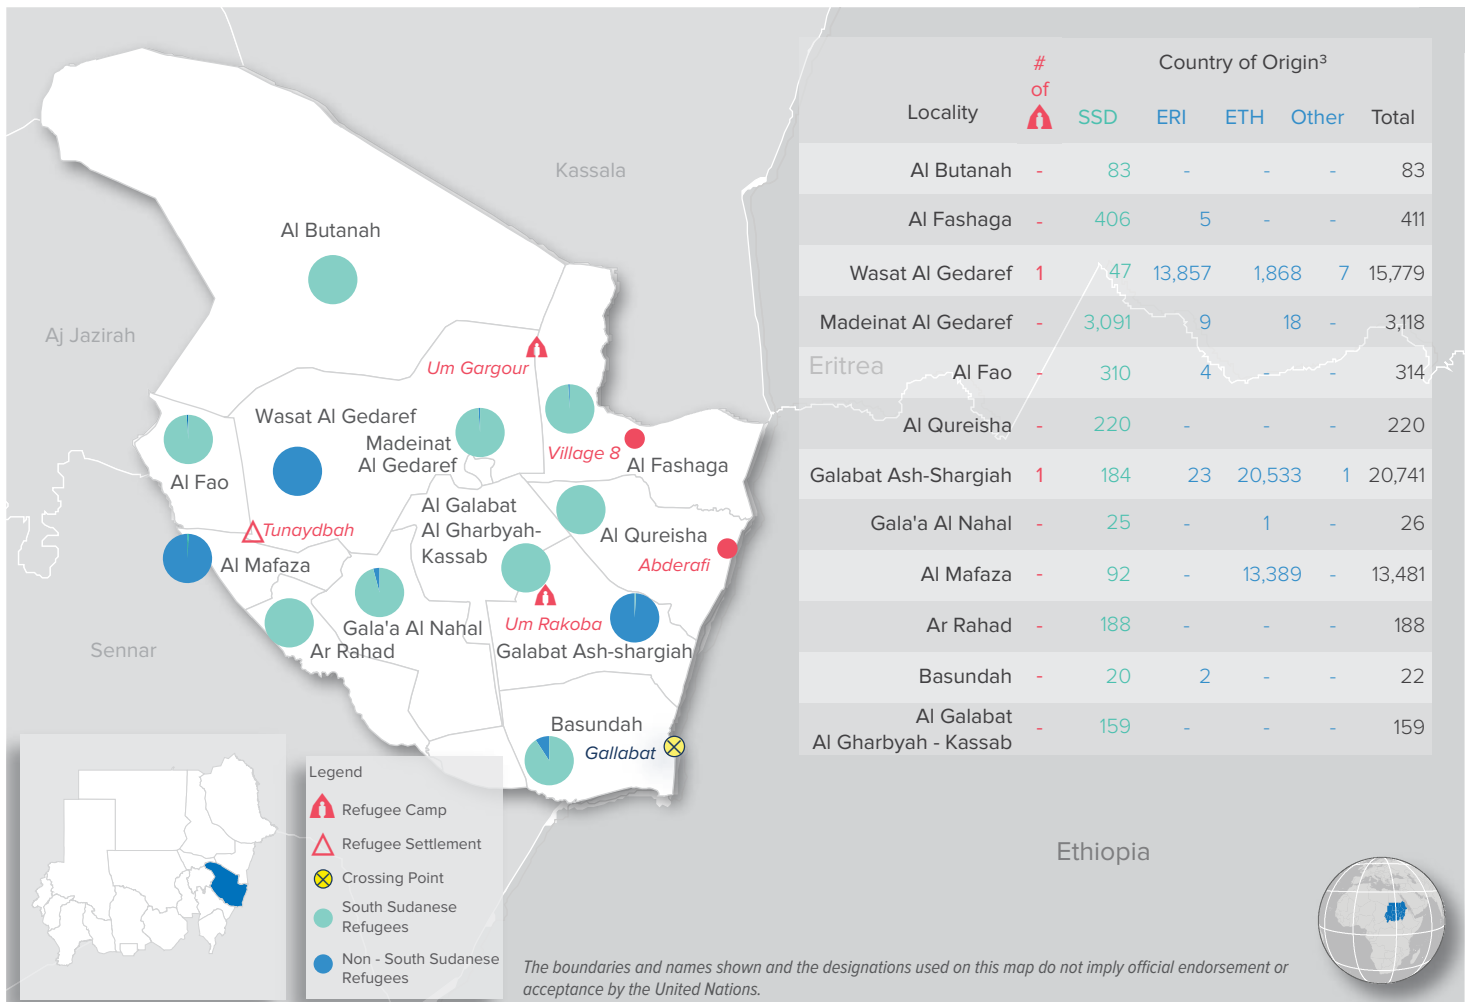 Kassala
Al Butanah
Aj Jazirah
Um Gargour
Wasat Al Gedaref
Madeinat
Al Gedaref
Village 8
Al Fashaga
Al Fao
Al Galabat
Al Gharbyah-
Kassab
Tunaydbah
Al Qureisha
Al Mafaza
Abderafi
Um Rakoba
Gala'a Al Nahal
Sennar
Ar Rahad
Galabat Ash-shargiah
Basundah
Gallabat
Eritrea
Ethiopia
# of
Country of Origin³
Locality SSD ERI ETH Other Total
Al Butanah - 83 - - - 83
Al Fashaga - 406 5 - - 411
Wasat Al Gedaref 1 47 13,857 1,868 7 15,779
Madeinat Al Gedaref - 3,091 9 18 - 3,118
Al Fao - 310 4 - - 314
Al Qureisha - 220 - - - 220
Galabat Ash-Shargiah 1 184 23 20,533 1 20,741
Gala'a Al Nahal - 25 - 1 - 26
Al Mafaza - 92 - 13,389 - 13,481
Ar Rahad - 188 - - - 188
Basundah - 20 2 - - 22
Al Galabat
Al Gharbyah - Kassab - 159 - - - 159
Legend
Refugee Camp
Refugee Settlement
Crossing Point
South Sudanese
Refugees
Non - South Sudanese
Refugees
The boundaries and names shown and the designations used on this map do not imply official endorsement or
acceptance by the United Nations.